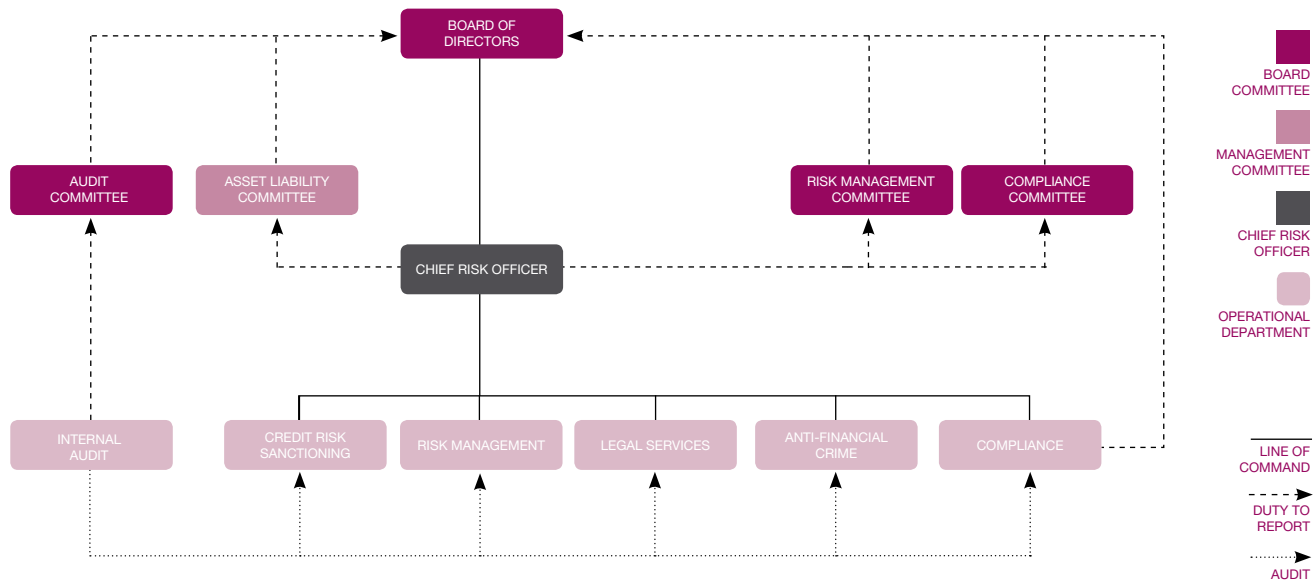 BOARD OF
DIRECTORS
AUDIT
COMMITTEE
ASSET LIABILITY
COMMITTEE
RISK MANAGEMENT
COMMITTEE
COMPLIANCE
COMMITTEE
CHIEF RISK OFFICER
INTERNAL
AUDIT
CREDIT RISK
SANCTIONING
RISK MANAGEMENT
LEGAL SERVICES
ANTI-FINANCIAL
CRIME
COMPLIANCE
BOARD
COMMITTEE
MANAGEMENT
COMMITTEE
CHIEF RISK
OFFICER
OPERATIONAL
DEPARTMENT
LINE OF
COMMAND
DUTY TO
REPORT
AUDIT